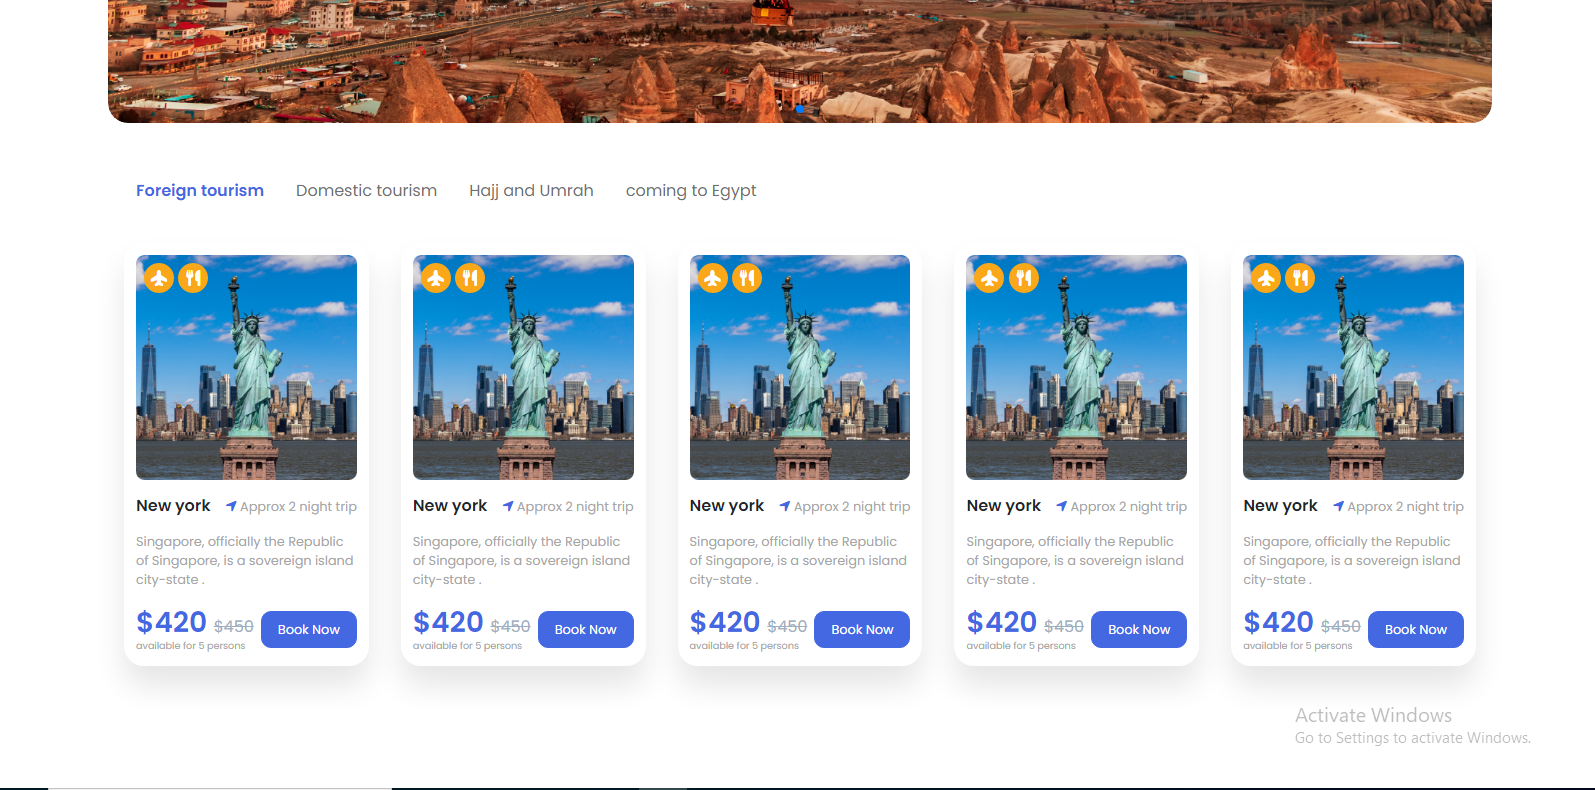 Foreign tourism Domestic tourism Hajj and Umrah coming to Egypt
New york Approx 2 night trip
Singapore, officially the Republic
of Singapore, is a sovereign island
city-state .
$420 $450 Book Now
available for 5 persons
New york Approx 2 night trip
Singapore, officially the Republic
of Singapore, is a sovereign island
city-state .
$420 $450 Book Now
available for 5 persons
New york Approx 2 night trip
Singapore, officially the Republic
of Singapore, is a sovereign island
city-state .
$420 $450 Book Now
available for 5 persons
New york Approx 2 night trip
Singapore, officially the Republic
of Singapore, is a sovereign island
city-state .
$420 $450 Book Now
available for 5 persons
New york Approx 2 night trip
Singapore, officially the Republic
of Singapore, is a sovereign island
city-state .
$420 $450 Book Now
available for 5 persons
Activate Windows
Go to Settings to activate Windows.